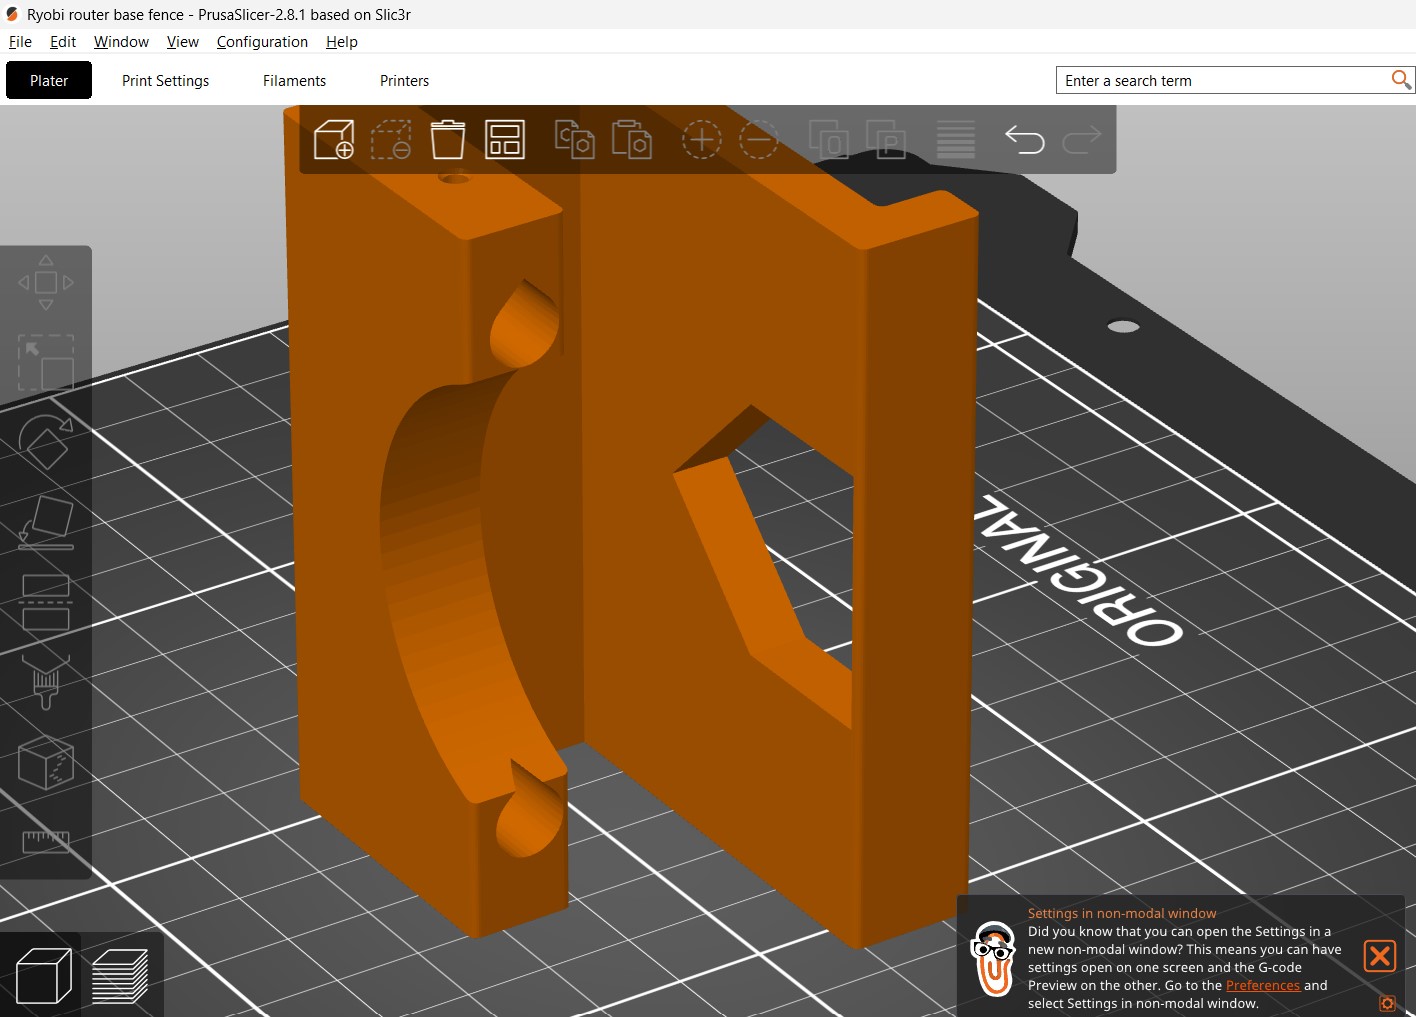 Ryobi router base fence - PrusaSlicer-2.8.1 based on Slic3r
File Edit Window View Configuration Help
Plater Print Settings Filaments Printers Enter a search term
ORIGINAL
Settings in non-modal window
Did you know that you can open the Settings in a
new non-modal window? This means you can have
settings open on one screen and the G-code
Preview on the other. Go to the Preferences and
select Settings in non-modal window.